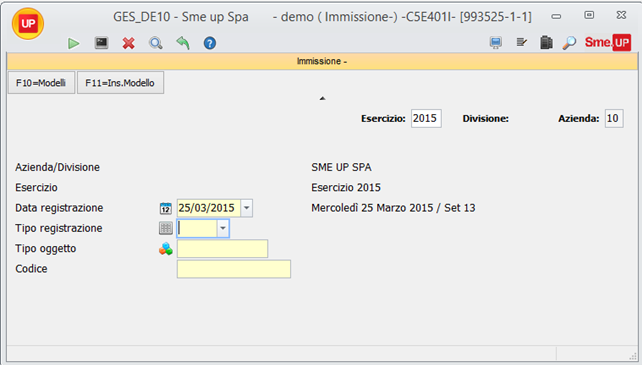 UP
GES_DE10 - Sme up Spa - demo ( Immissione-) -C5E401I- [993525-1-1]
Sme.UP
Immissione -
F10=Modelli F11=Ins.Modello
Esercizio: 2015 Divisione: Azienda: 10
Azienda/Divisione SME UP SPA
Esercizio Esercizio 2015
Data registrazione 12 25/03/2015 Mercoledì 25 Marzo 2015 / Set 13
Tipo registrazione
Tipo oggetto
Codice